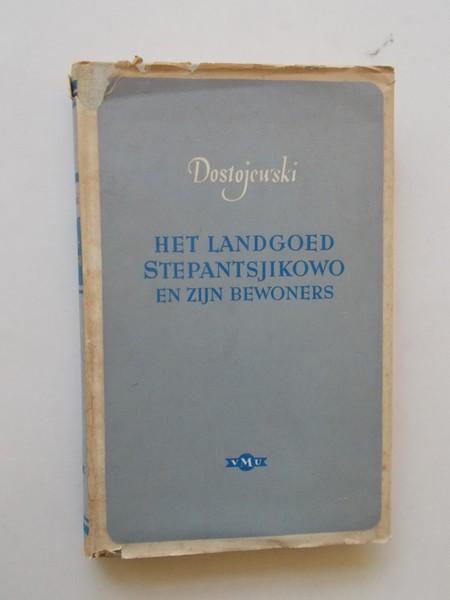 Dostojewski
HET LANDGOED
STEPANTSJIKOWO
EN ZIJN BEWONERS
VMU